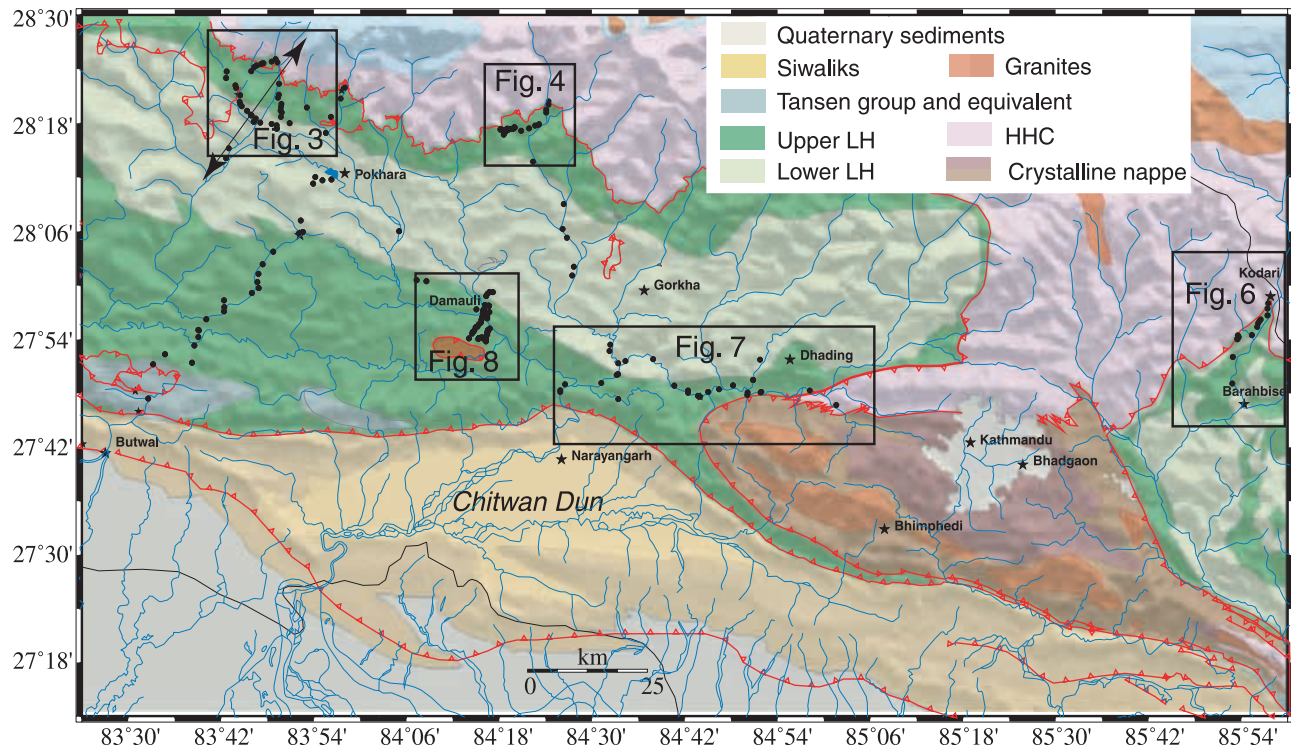 28°30'
28°18'
28°06'
27°54'
27°42'
27°30'
27°18'
Quaternary sediments
Siwaliks
Granites
Tansen group and equivalent
Upper LH
HHC
Lower LH
Crystalline nappe
Fig. 3
Fig. 4
Pokhara
Gorkha
Kodari
Fig. 6
Damauli
Fig. 8
Fig. 7
Dhading
Barahbise
Butwal
Narayangarh
Kathmandu
Bhadgaon
Chitwan Dun
Bhimphedi
km
0 25
83°30' 83°42' 83°54' 84°06' 84°18' 84°30' 84°42' 84°54' 85°06' 85°18' 85°30' 85°42' 85°54'